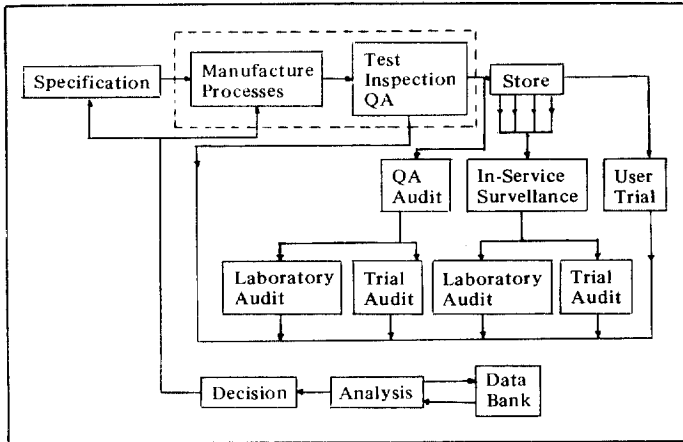 Specification
Manufacture
Processes
Test
Inspection
QA
Store
QA
Audit
In-Service
Survellance
User
Trial
Laboratory
Audit
Trial
Audit
Laboratory
Audit
Trial
Audit
Decision
Analysis
Data
Bank